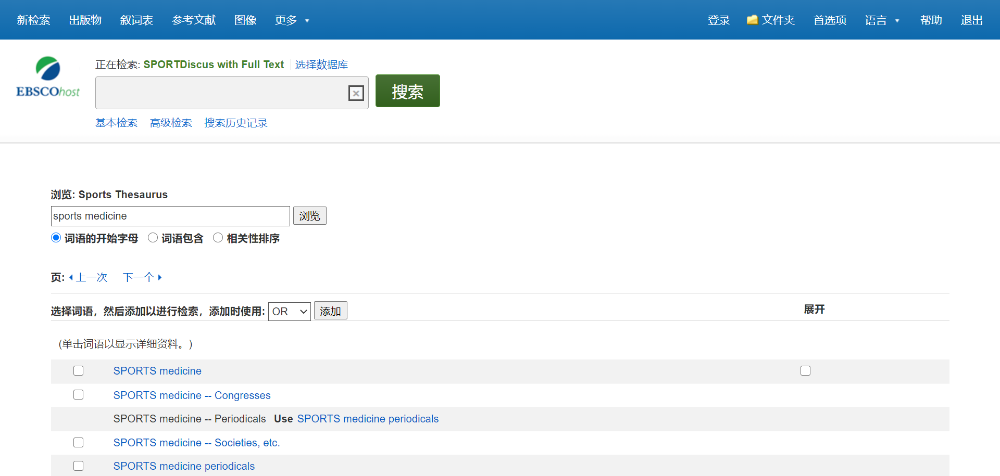 新检索 出版物 叙词表 参考文献 图像 更多 登录 文件夹 首选项 语言 帮助 退出
EBSCOhost
正在检索: SPORTDiscus with Full Text 选择数据库
搜索
基本检索 高级检索 搜索历史记录
浏览: Sports Thesaurus
sports medicine 浏览
词语的开始字母 词语包含 相关性排序
页: 上一次 下一个
选择词语，然后添加以进行检索，添加时使用: OR 添加 展开
(单击词语以显示详细资料。)
SPORTS medicine
SPORTS medicine -- Congresses
SPORTS medicine -- Periodicals Use SPORTS medicine periodicals
SPORTS medicine -- Societies, etc.
SPORTS medicine periodicals